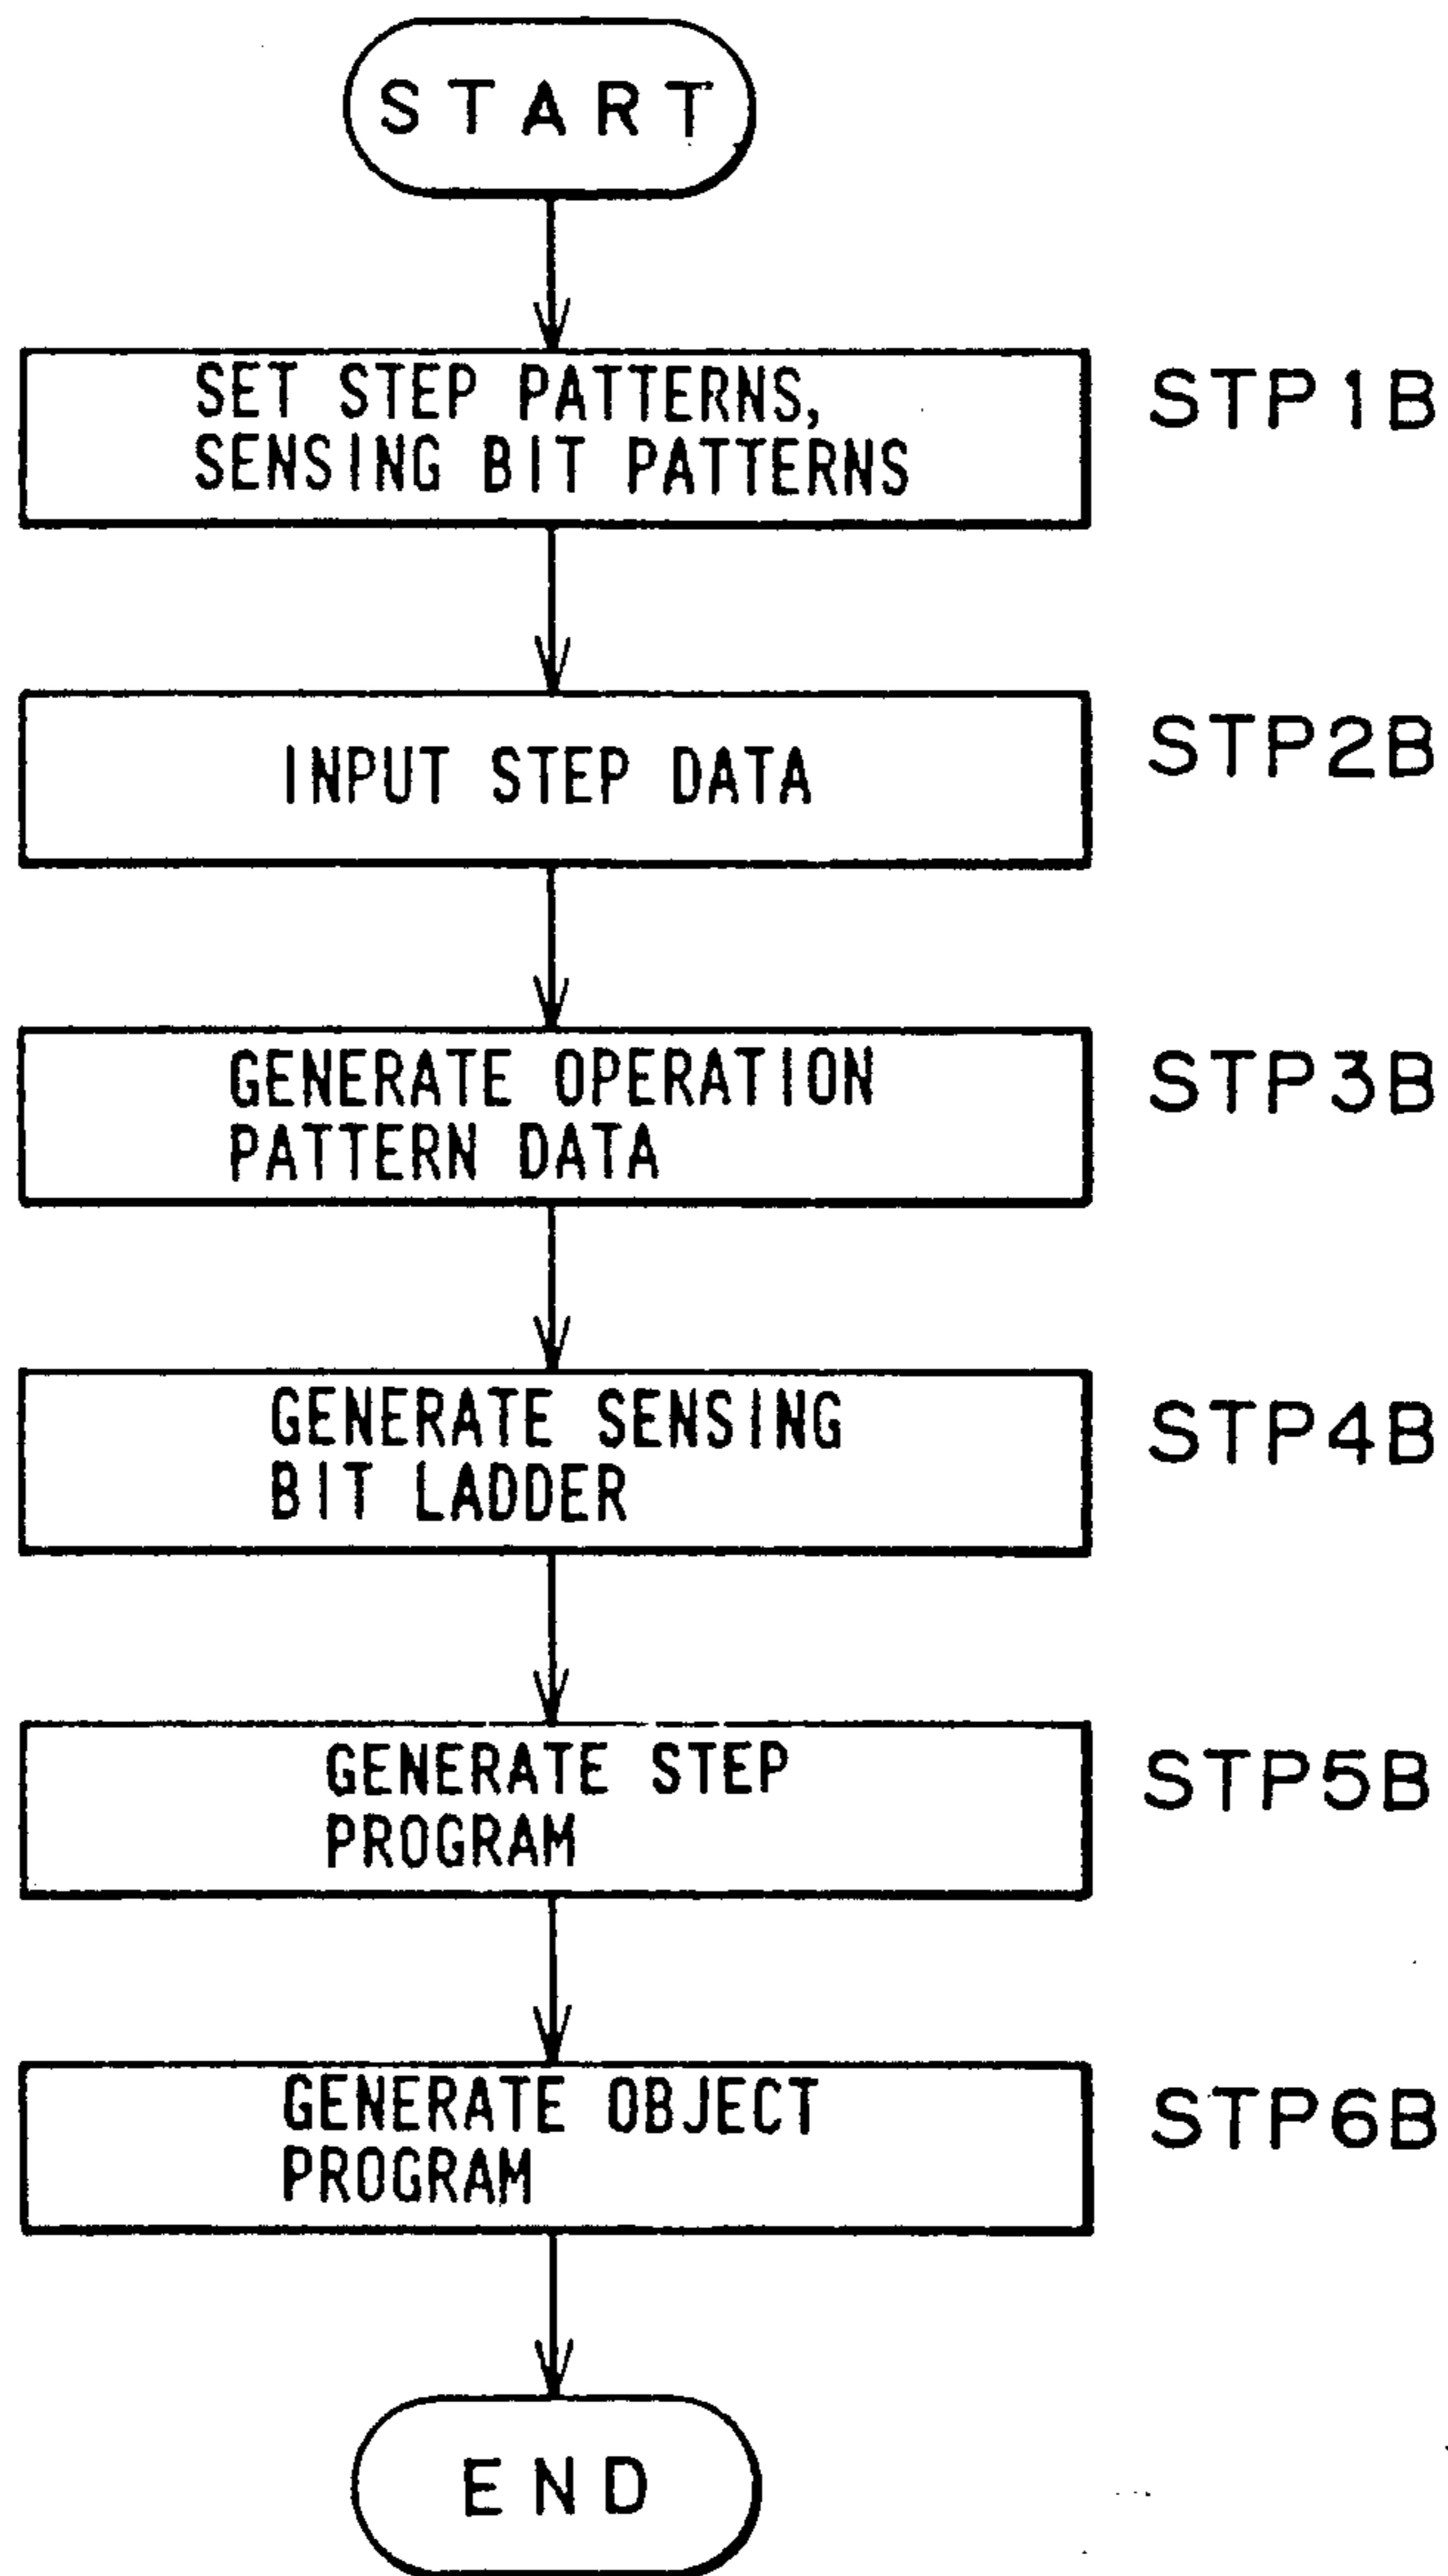 START
SET STEP PATTERNS,
SENSING BIT PATTERNS
STP1B
INPUT STEP DATA
STP2B
GENERATE OPERATION
PATTERN DATA
STP3B
GENERATE SENSING
BIT LADDER
STP4B
GENERATE STEP
PROGRAM
STP5B
GENERATE OBJECT
PROGRAM
STP6B
END